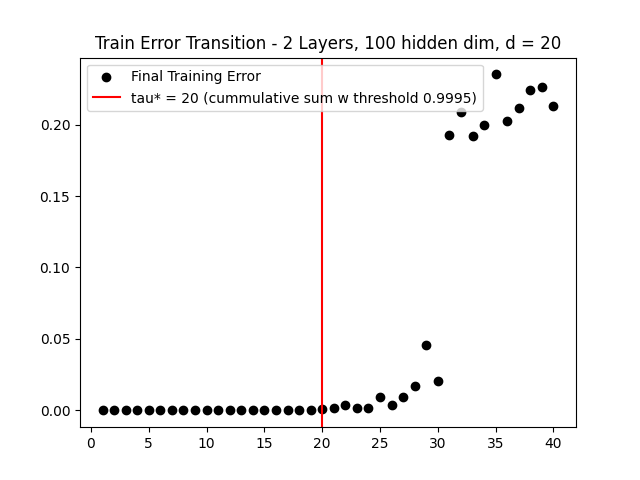 Train Error Transition - 2 Layers, 100 hidden dim, d = 20
Final Training Error
tau* = 20 (cummulative sum w threshold 0.9995)
0.20
0.15
0.10
0.05
0.00
0 5 10 15 20 25 30 35 40